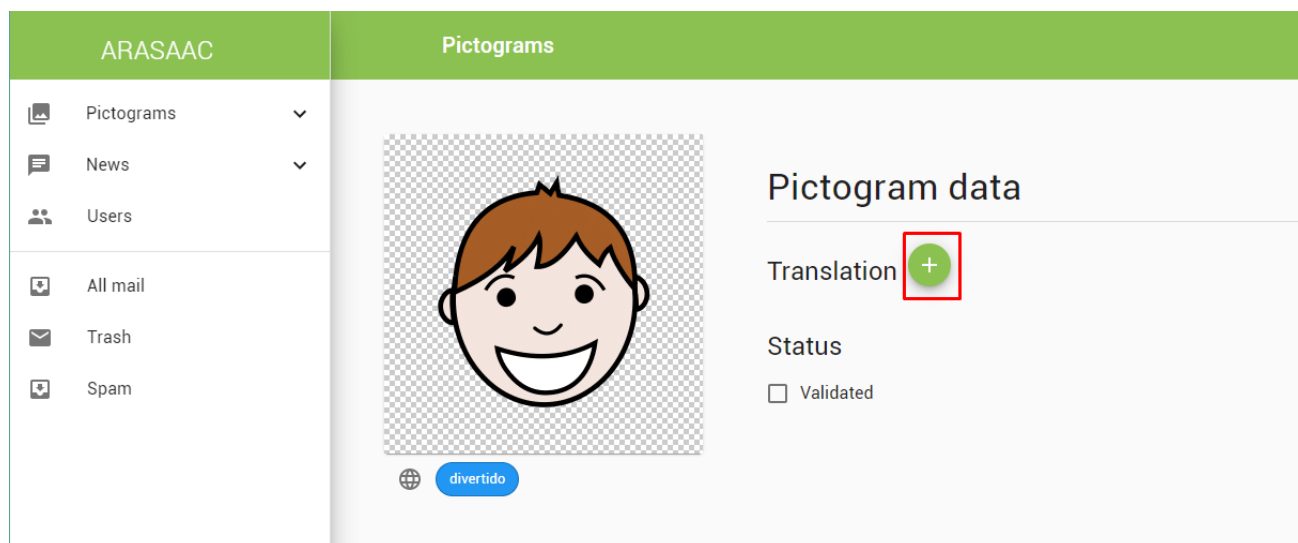 ARASAAC
Pictograms
Pictograms
News
Users
All mail
Trash
Spam
Pictogram data
Translation +
Status
Validated
divertido